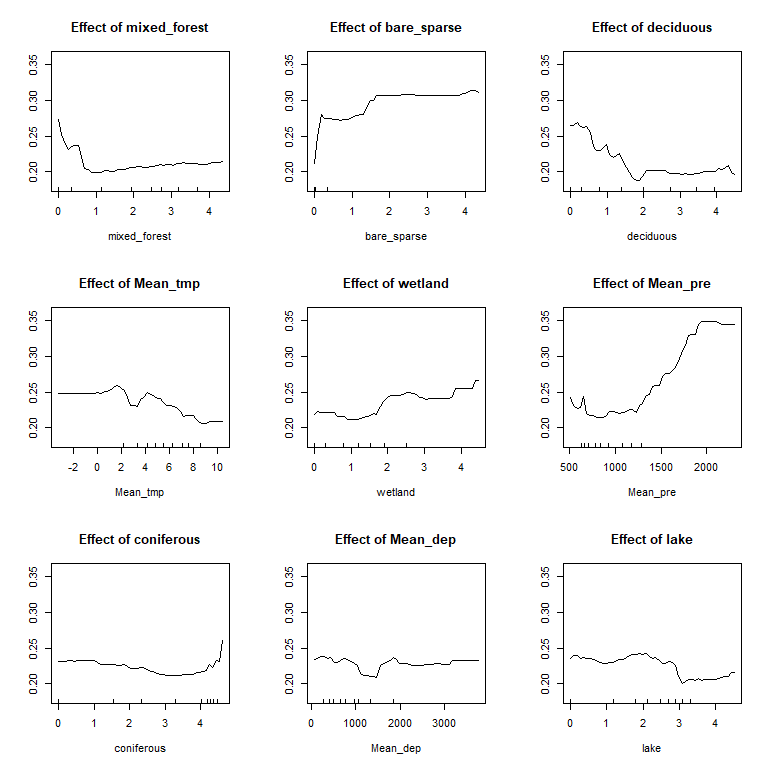 Effect of mixed_forest
Effect of bare_sparse
Effect of deciduous
0.35
0.30
0.25
0.20
0 1 2 3 4
mixed_forest
0.35
0.30
0.25
0.20
0 1 2 3 4
bare_sparse
0.35
0.30
0.25
0.20
0 1 2 3 4
deciduous
Effect of Mean_tmp
Effect of wetland
Effect of Mean_pre
0.35
0.30
0.25
0.20
-2 0 2 4 6 8 10
Mean_tmp
0.35
0.30
0.25
0.20
0 1 2 3 4
wetland
0.35
0.30
0.25
0.20
500 1000 1500 2000
Mean_pre
Effect of coniferous
Effect of Mean_dep
Effect of lake
0.35
0.30
0.25
0.20
0 1 2 3 4
coniferous
0.35
0.30
0.25
0.20
0 1000 2000 3000
Mean_dep
0.35
0.30
0.25
0.20
0 1 2 3 4
lake